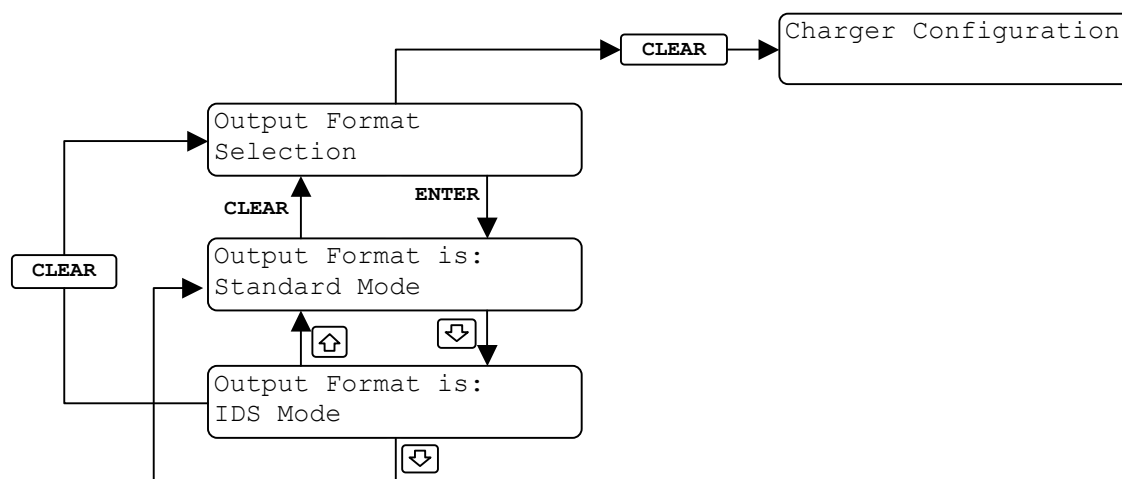 Charger Configuration
CLEAR
Output Format
Selection
CLEAR
ENTER
Output Format is:
Standard Mode
CLEAR
Output Format is:
IDS Mode